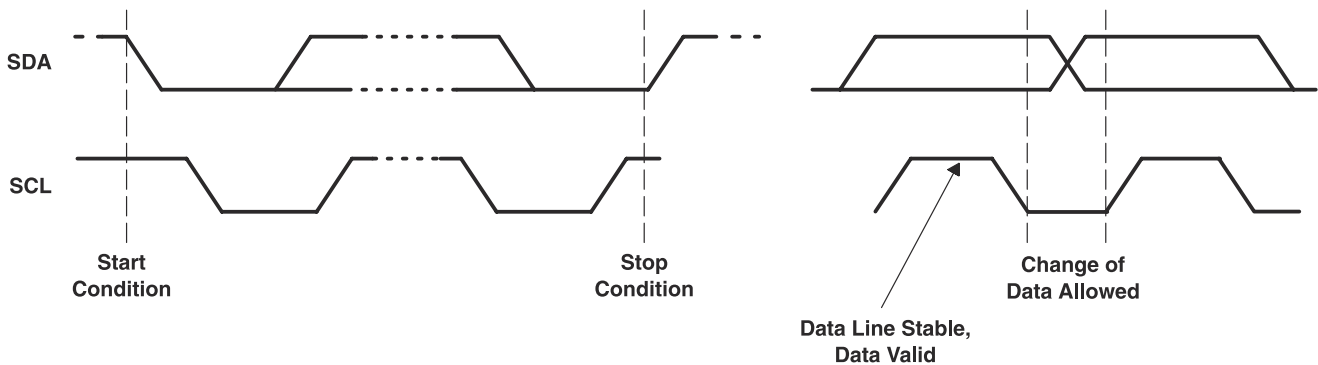 SDA
SCL
Start
Condition
Stop
Condition
Data Line Stable,
Data Valid
Change of
Data Allowed